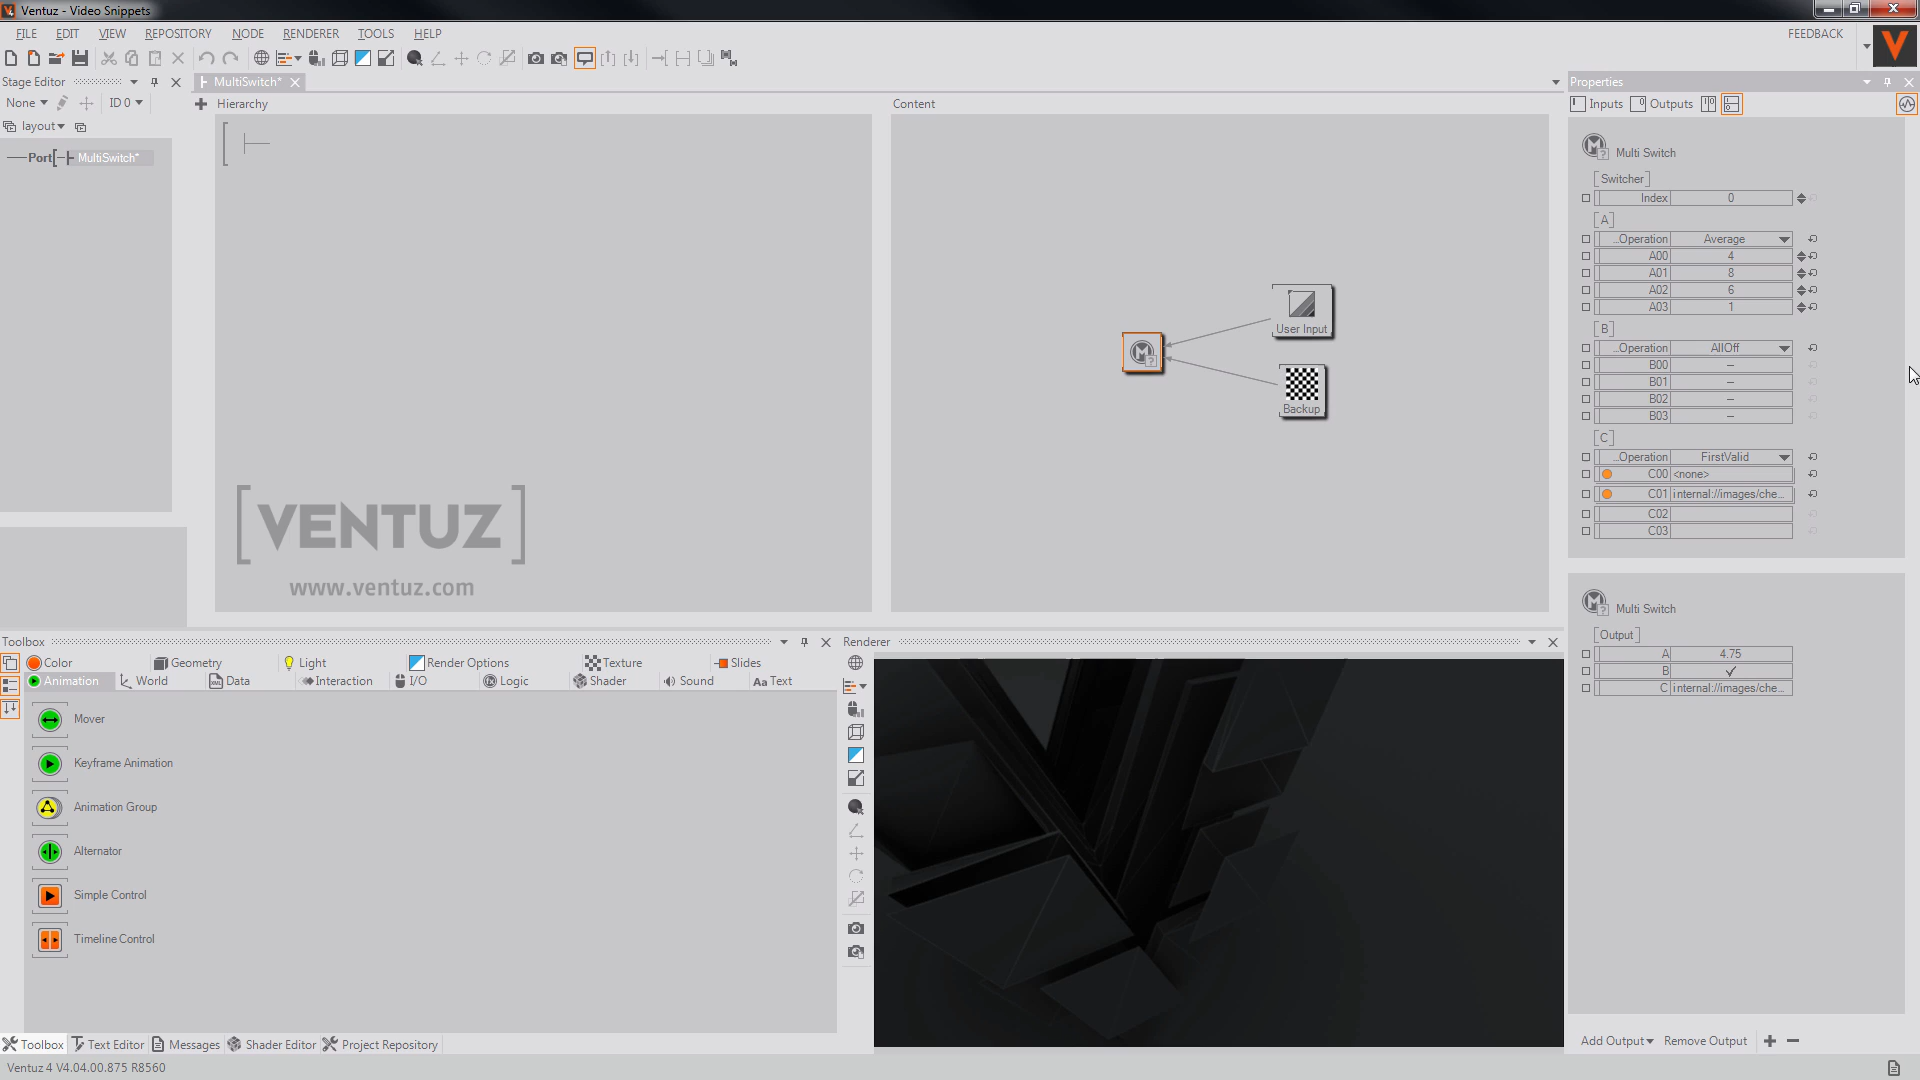 Ventuz - Video Snippets
FILE EDIT VIEW REPOSITORY NODE RENDERER TOOLS HELP
FEEDBACK
Stage Editor
MultiSwitch*
Properties
None ID 0
Hierarchy
Content
Inputs 0 Outputs
layout
Port MultiSwitch*
Multi Switch
[Switcher]
Index 0
[A]
...Operation Average
A00 4
A01 8
A02 6
A03 1
[B]
...Operation AllOff
B00 –
B01 –
B02 –
B03 –
[C]
...Operation FirstValid
C00 <none>
C01 internal://images/che...
C02
C03
User Input
M ?
Backup
[VENTUZ]
www.ventuz.com
Multi Switch
[Output]
A 4.75
B ✓
C internal://images/che...
Toolbox
Renderer
Color Geometry Light Render Options Texture Slides
Animation World Data Interaction I/O Logic Shader Sound Aa Text
Mover
Keyframe Animation
Animation Group
Alternator
Simple Control
Timeline Control
Toolbox Text Editor Messages Shader Editor Project Repository
Add Output Remove Output
Ventuz 4 V4.04.00.875 R8560